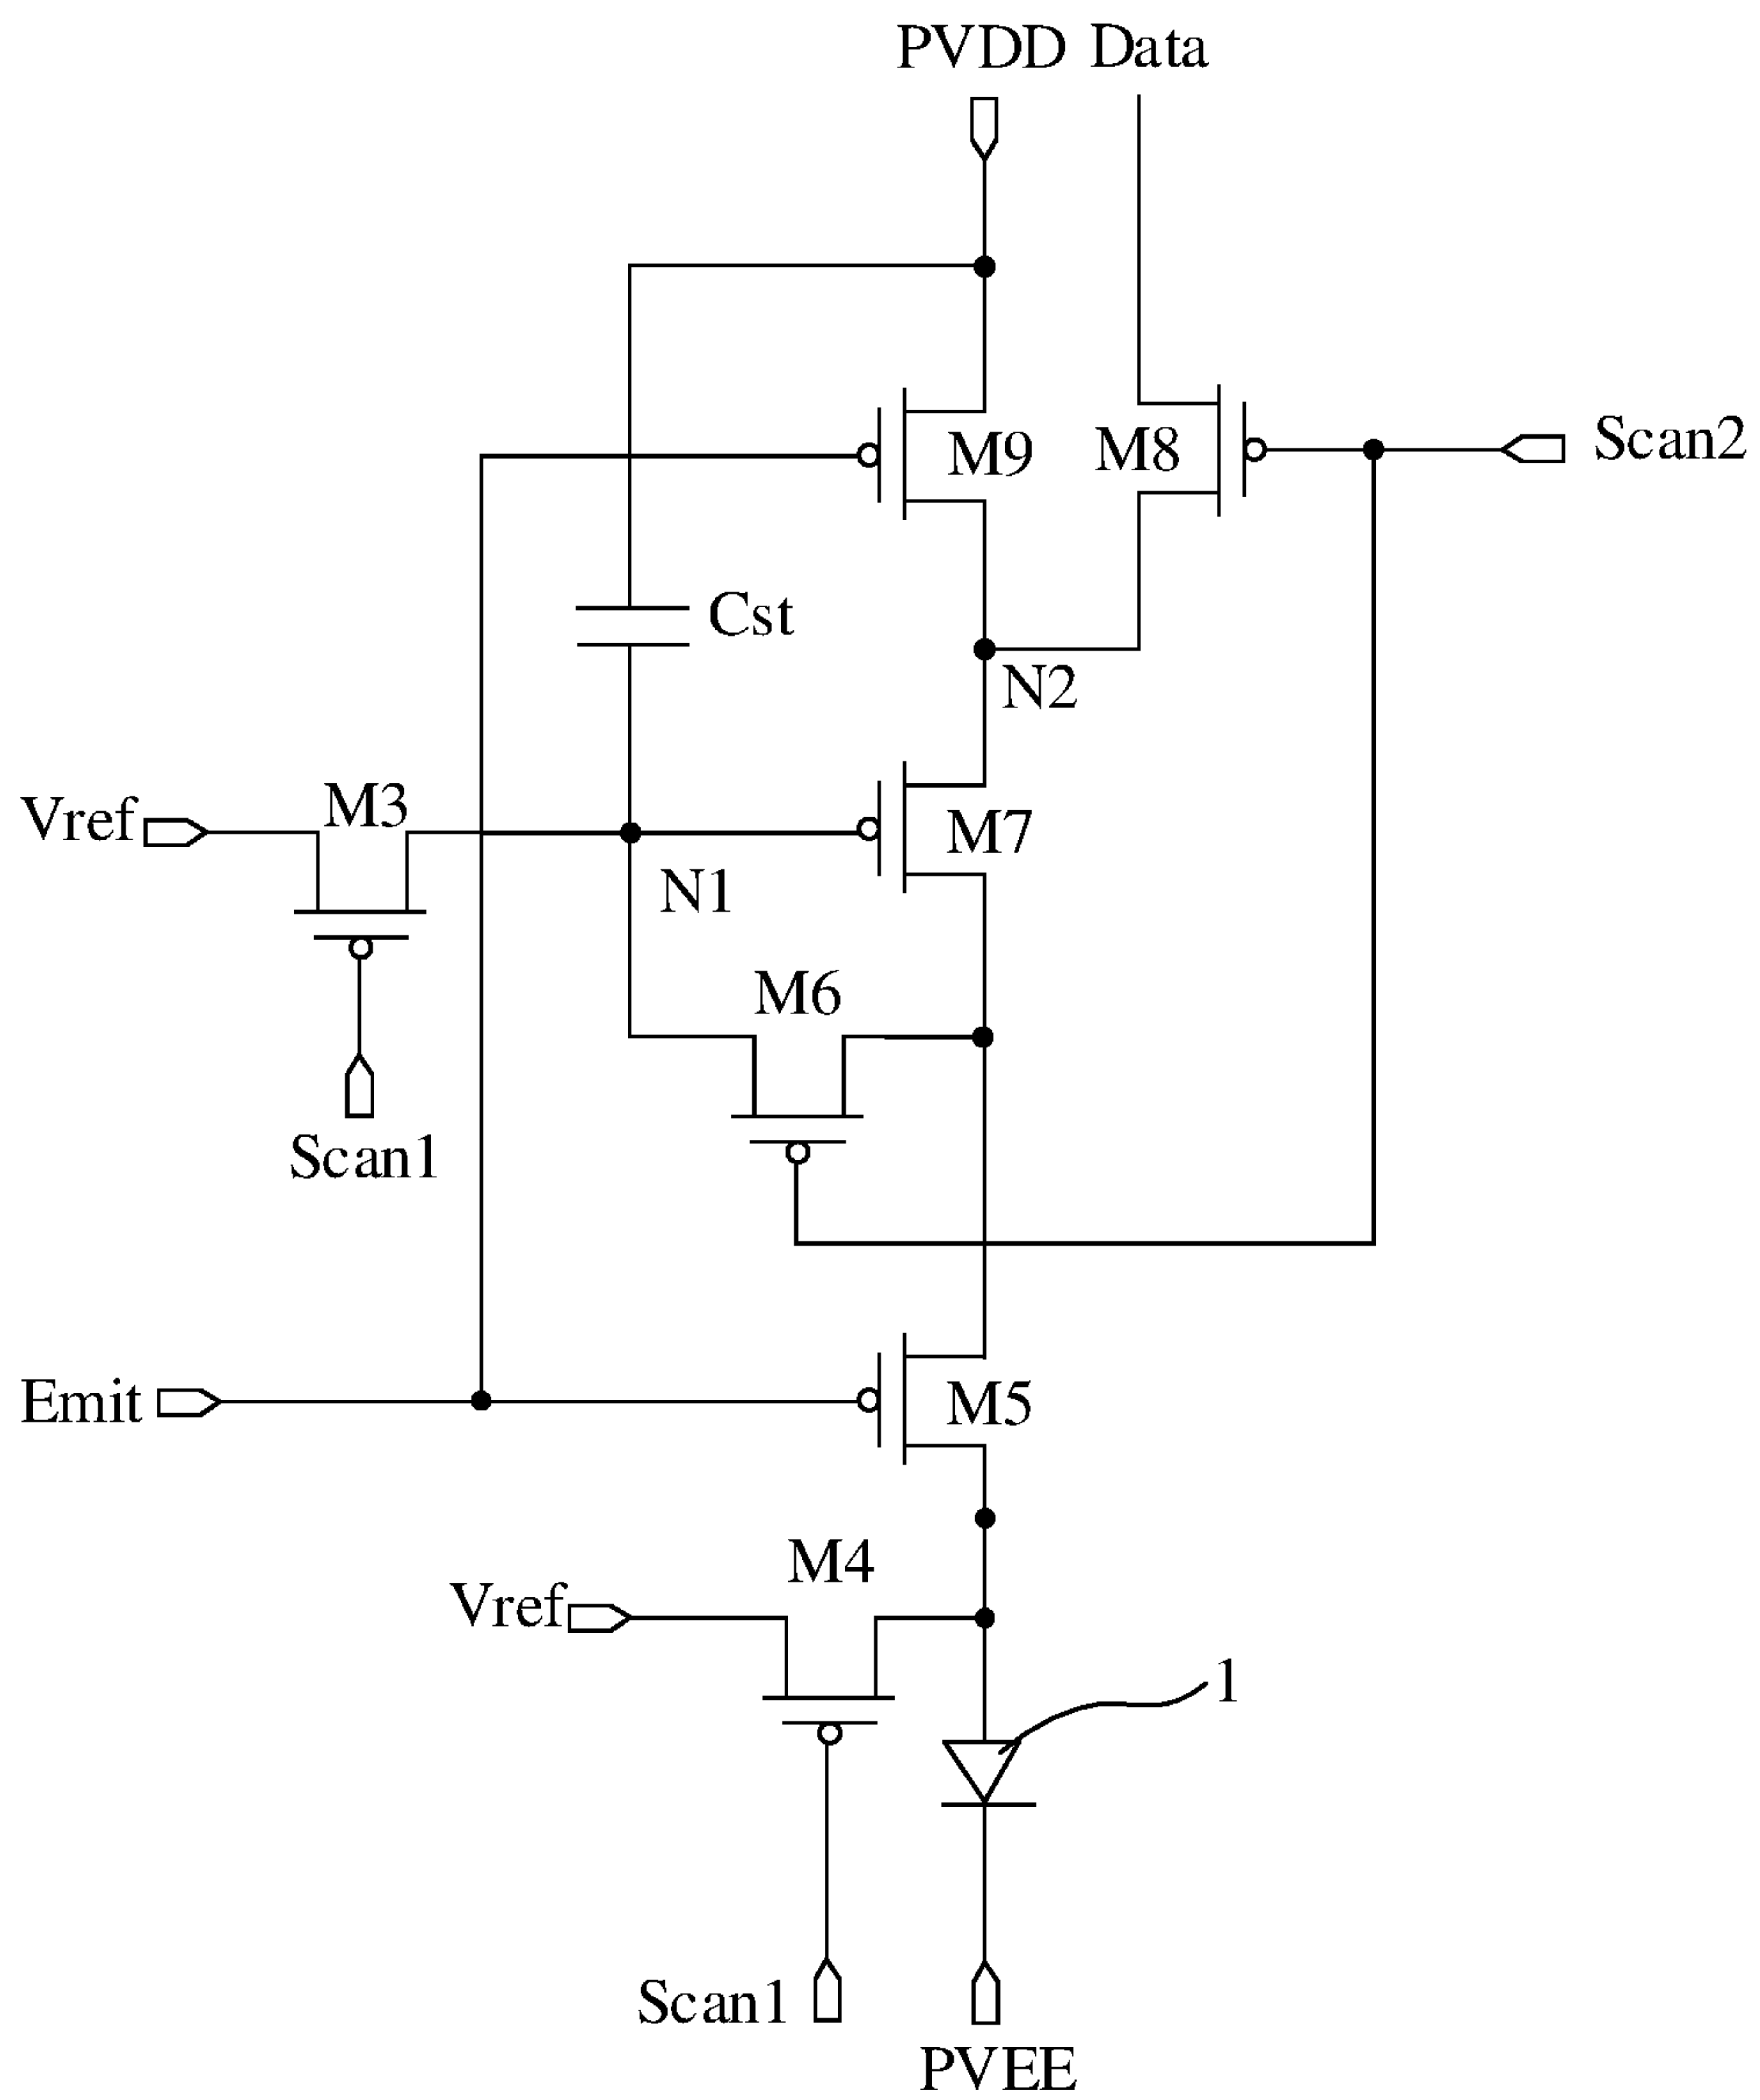 PVDD Data
M9
M8
Scan2
Cst
N2
Vref
M3
M7
N1
M6
Scan1
Emit
M5
M4
Vref
1
Scan1
PVEE